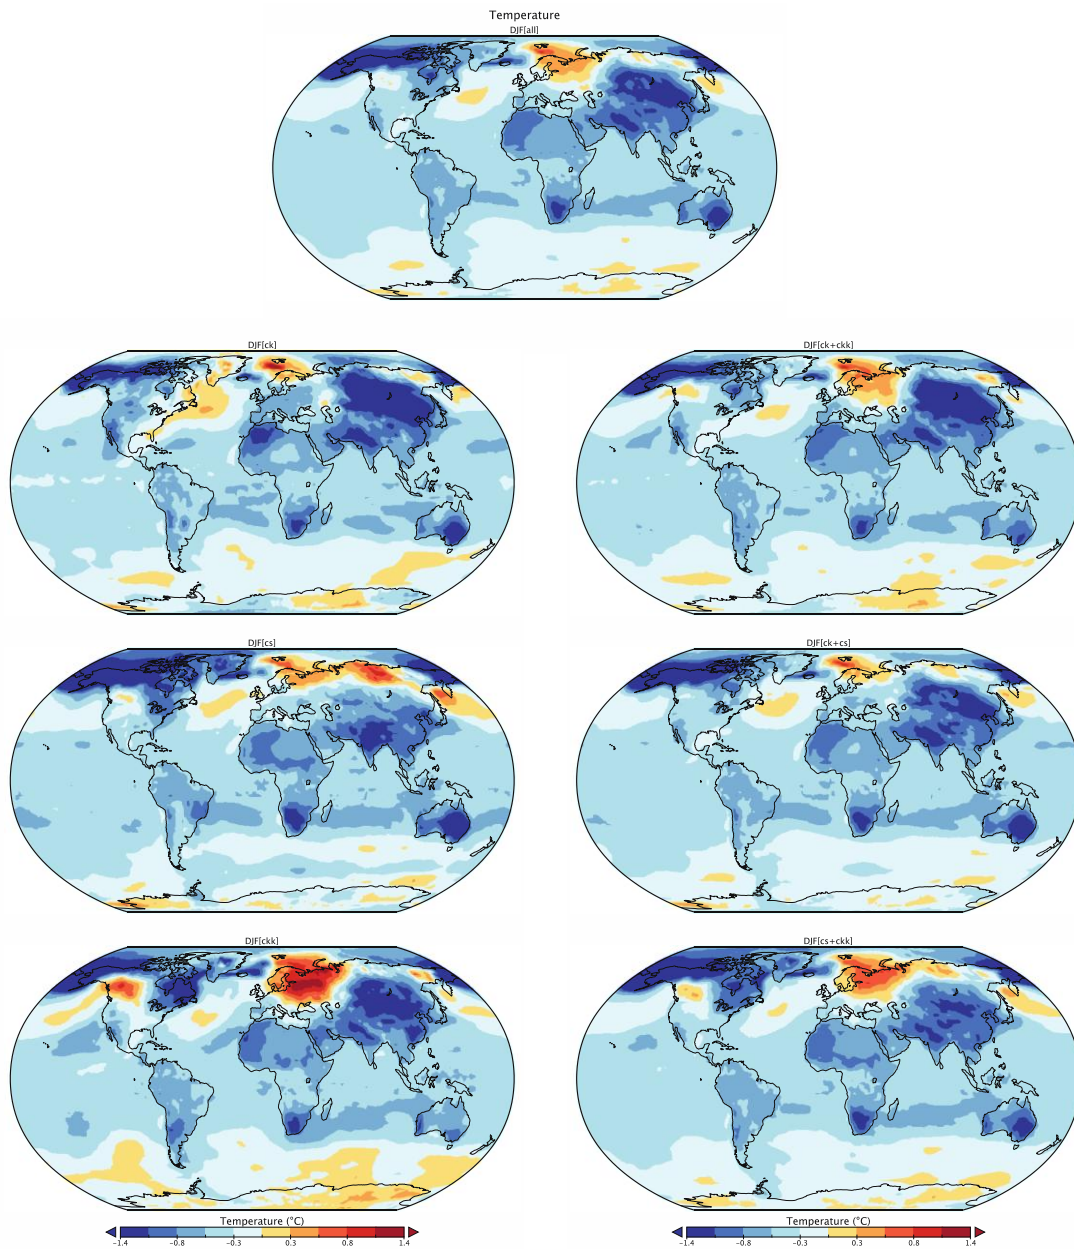 Temperature
DJF[all]
DJF[ck]
DJF[ck+ckk]
DJF[cs]
DJF[ck+cs]
DJF[ckk]
DJF[cs+ckk]
Temperature (°C)
-1.4 -0.8 -0.3 0.3 0.8 1.4
Temperature (°C)
-1.4 -0.8 -0.3 0.3 0.8 1.4